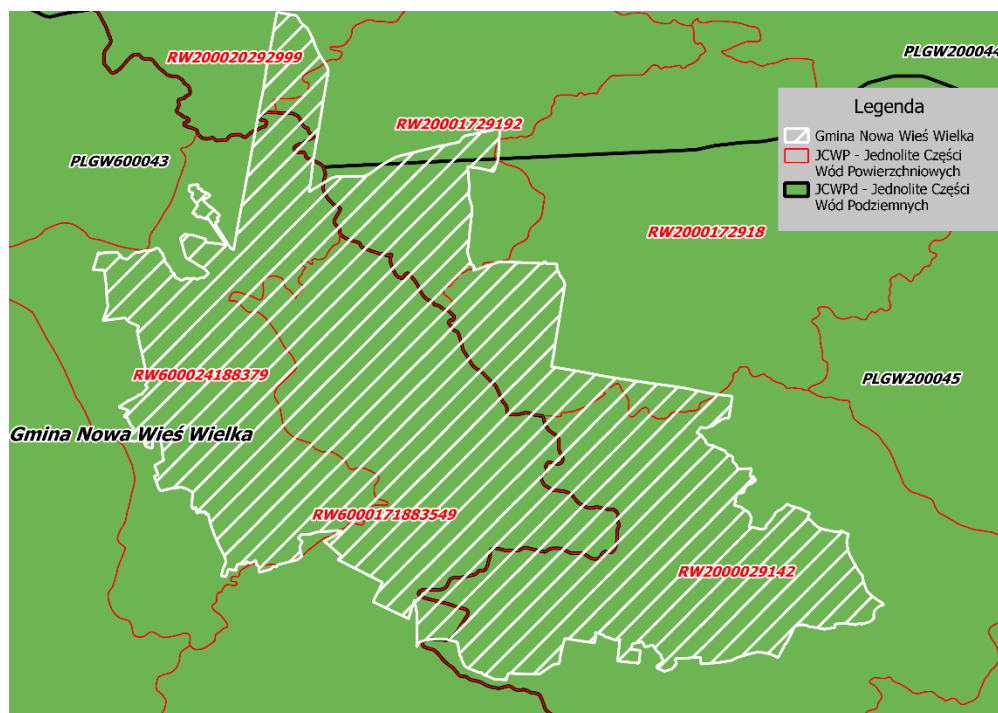 RW200020292999
PLGW200044
RW20001729192
PLGW600043
RW2000172918
RW600024188379
PLGW200045
Gmina Nowa Wieś Wielka
RW6000171883549
RW2000029142
Legenda
Gmina Nowa Wieś Wielka
JCWP - Jednolite Części
Wód Powierzchniowych
JCWPd - Jednolite Części
Wód Podziemnych